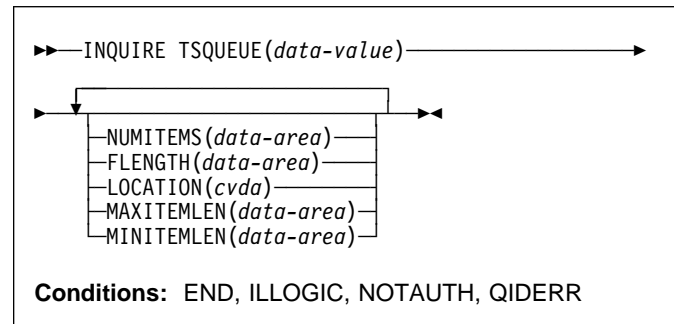 INQUIRE TSQUEUE(data-value)
NUMITEMS(data-area)
FLENGTH(data-area)
LOCATION(cvda)
MAXITEMLEN(data-area)
MINITEMLEN(data-area)
Conditions: END, ILLOGIC, NOTAUTH, QIDERR